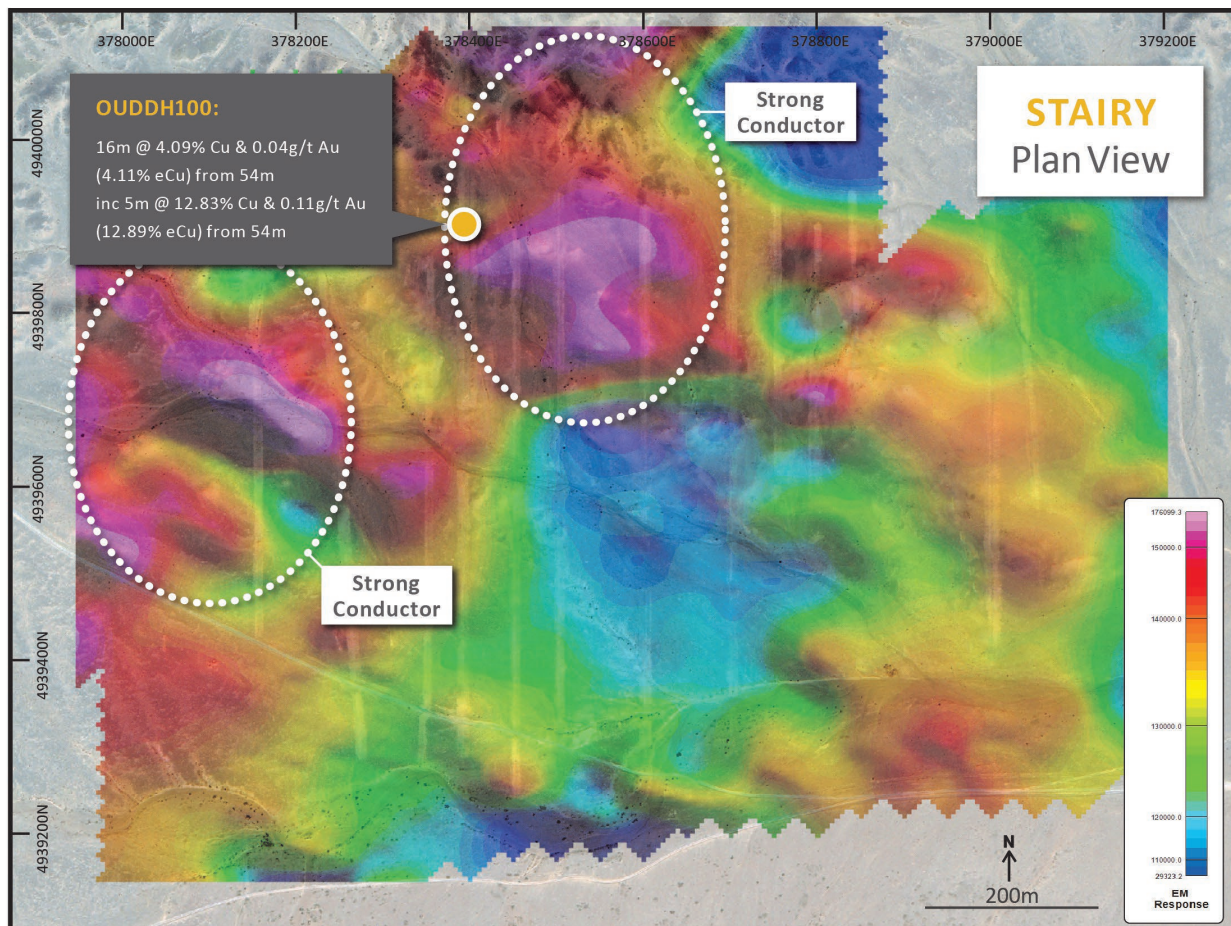 378000E
378200E
378400E
378600E
378800E
379000E
379200E
STAIRY
Plan View
Strong
Conductor
OUDDH100:
16m @ 4.09% Cu & 0.04g/t Au
(4.11% eCu) from 54m
inc 5m @ 12.83% Cu & 0.11g/t Au
(12.89% eCu) from 54m
4940000N
4939800N
4939600N
4939400N
4939200N
Strong
Conductor
176099.3
150000.0
140000.0
130000.0
120000.0
110000.0
29323.2
EM
Response
N
200m